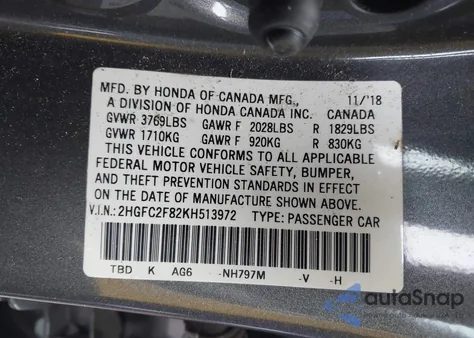 MFD. BY HONDA OF CANADA MFG., 11/'18
A DIVISION OF HONDA CANADA INC. CANADA
GVWR 3769LBS GAWR F 2028LBS R 1829LBS
GVWR 1710KG GAWR F 920KG R 830KG
THIS VEHICLE CONFORMS TO ALL APPLICABLE
FEDERAL MOTOR VEHICLE SAFETY, BUMPER,
AND THEFT PREVENTION STANDARDS IN EFFECT
ON THE DATE OF MANUFACTURE SHOWN ABOVE.
V.I.N.: 2HGFC2F82KH513972 TYPE: PASSENGER CAR
TBD K AG6 -NH797M -V -H
autoSnap